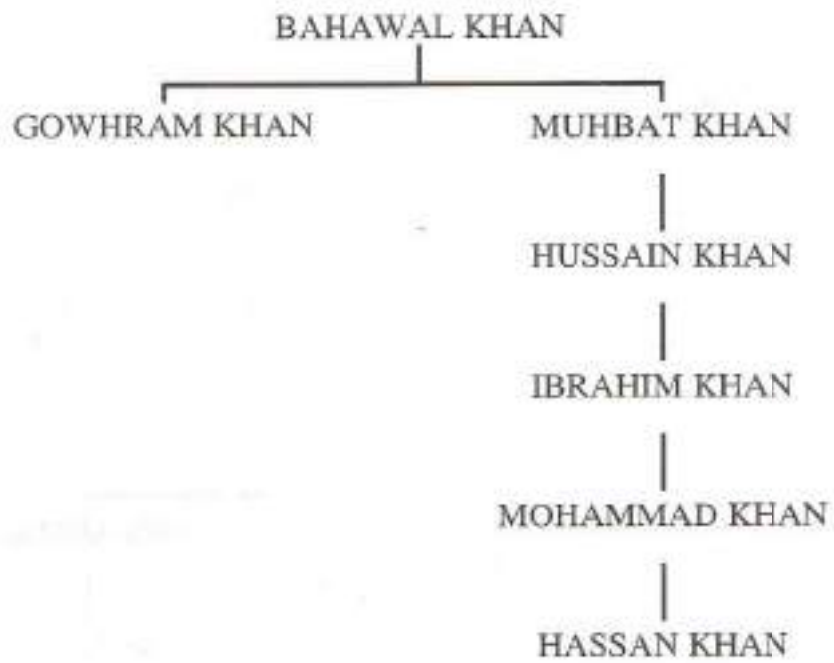 BAHAWAL KHAN
GOWHRAM KHAN MUHBAT KHAN
HUSSAIN KHAN
IBRAHIM KHAN
MOHAMMAD KHAN
HASSAN KHAN